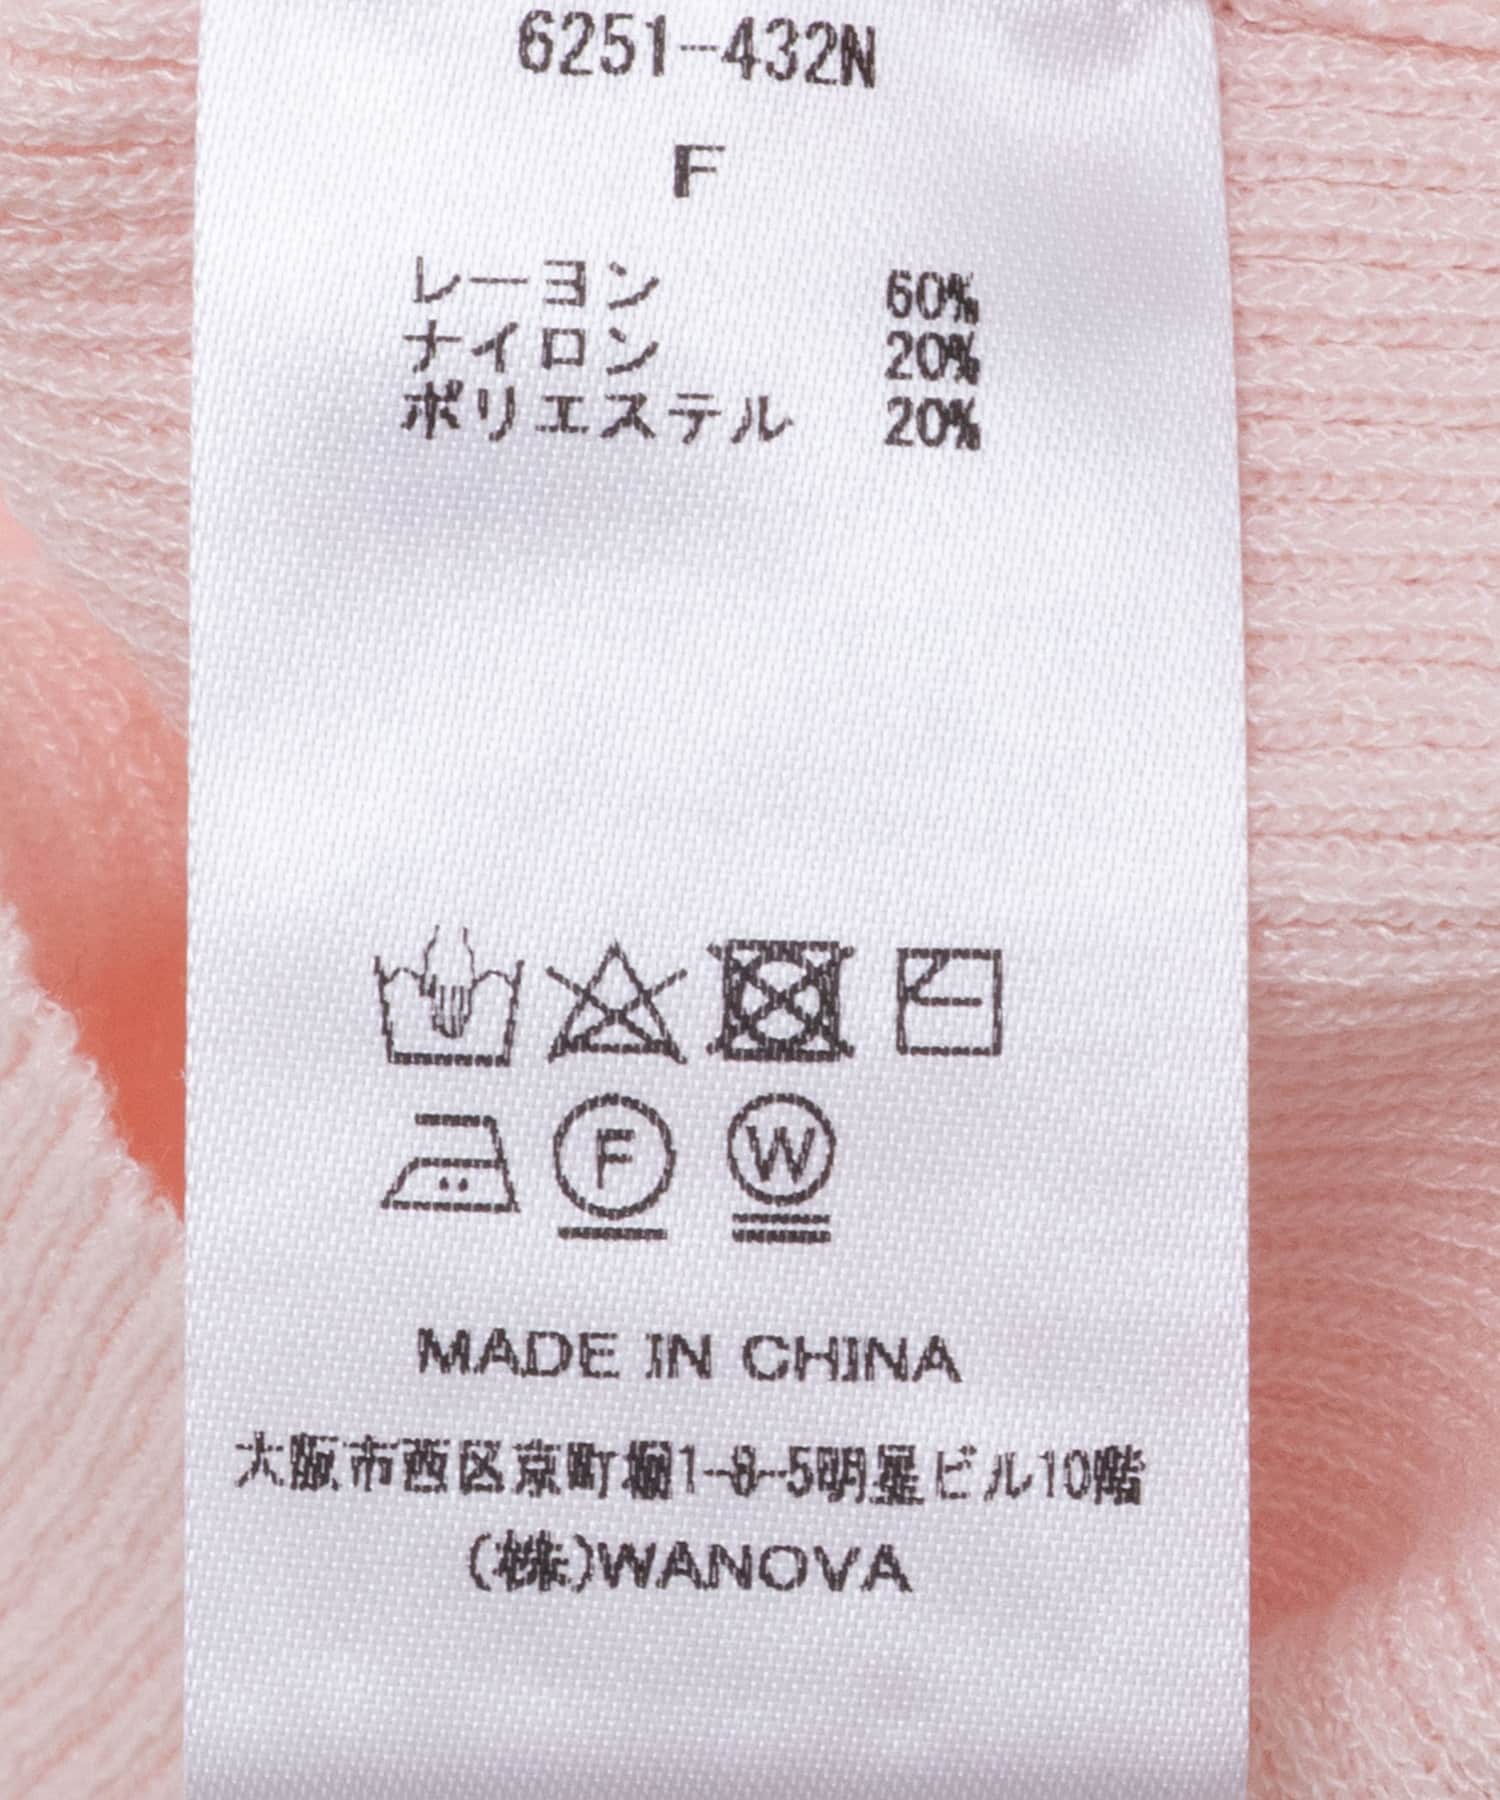 6251-432N
F
レーヨン 60%
ナイロン 20%
ポリエステル 20%
F W
MADE IN CHINA
大阪市西区京町堀1-8-5明星ビル10階
(株)WANOVA